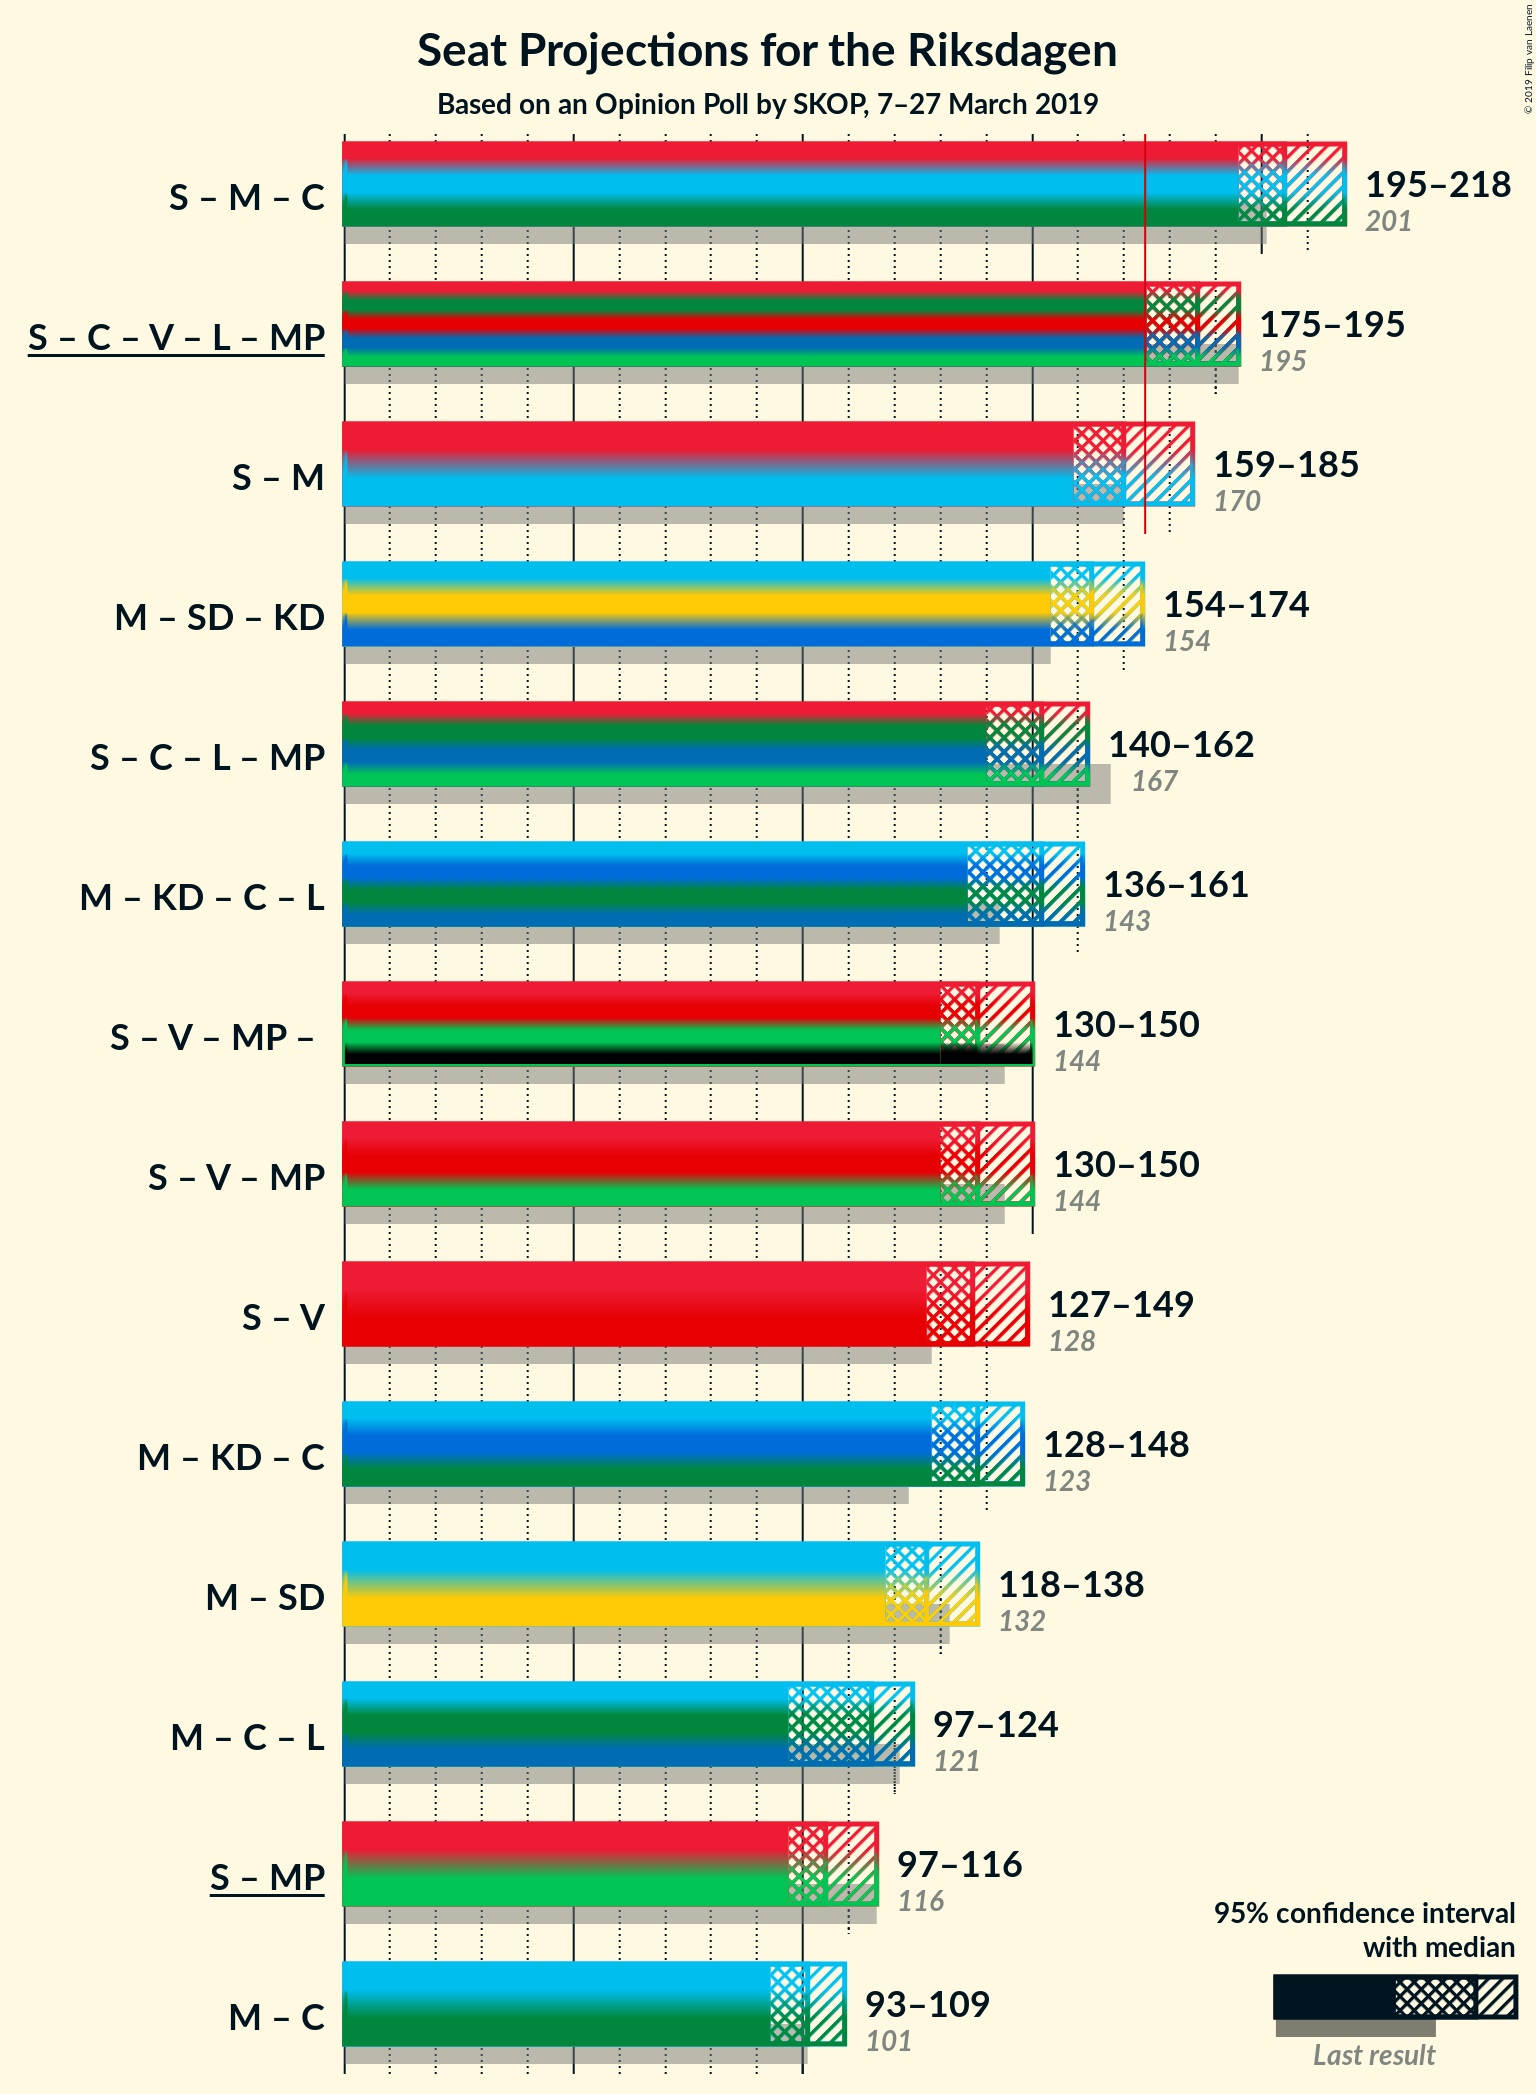 Seat Projections for the Riksdagen
Based on an Opinion Poll by SKOP, 7–27 March 2019
© 2019 Filip van Laenen
S – M – C
195–218
201
S – C – V – L – MP
175–195
195
S – M
159–185
170
M – SD – KD
154–174
154
S – C – L – MP
140–162
167
M – KD – C – L
136–161
143
S – V – MP –
130–150
144
S – V – MP
130–150
144
S – V
127–149
128
M – KD – C
128–148
123
M – SD
118–138
132
M – C – L
97–124
121
S – MP
97–116
116
M – C
93–109
101
95% confidence interval
with median
Last result